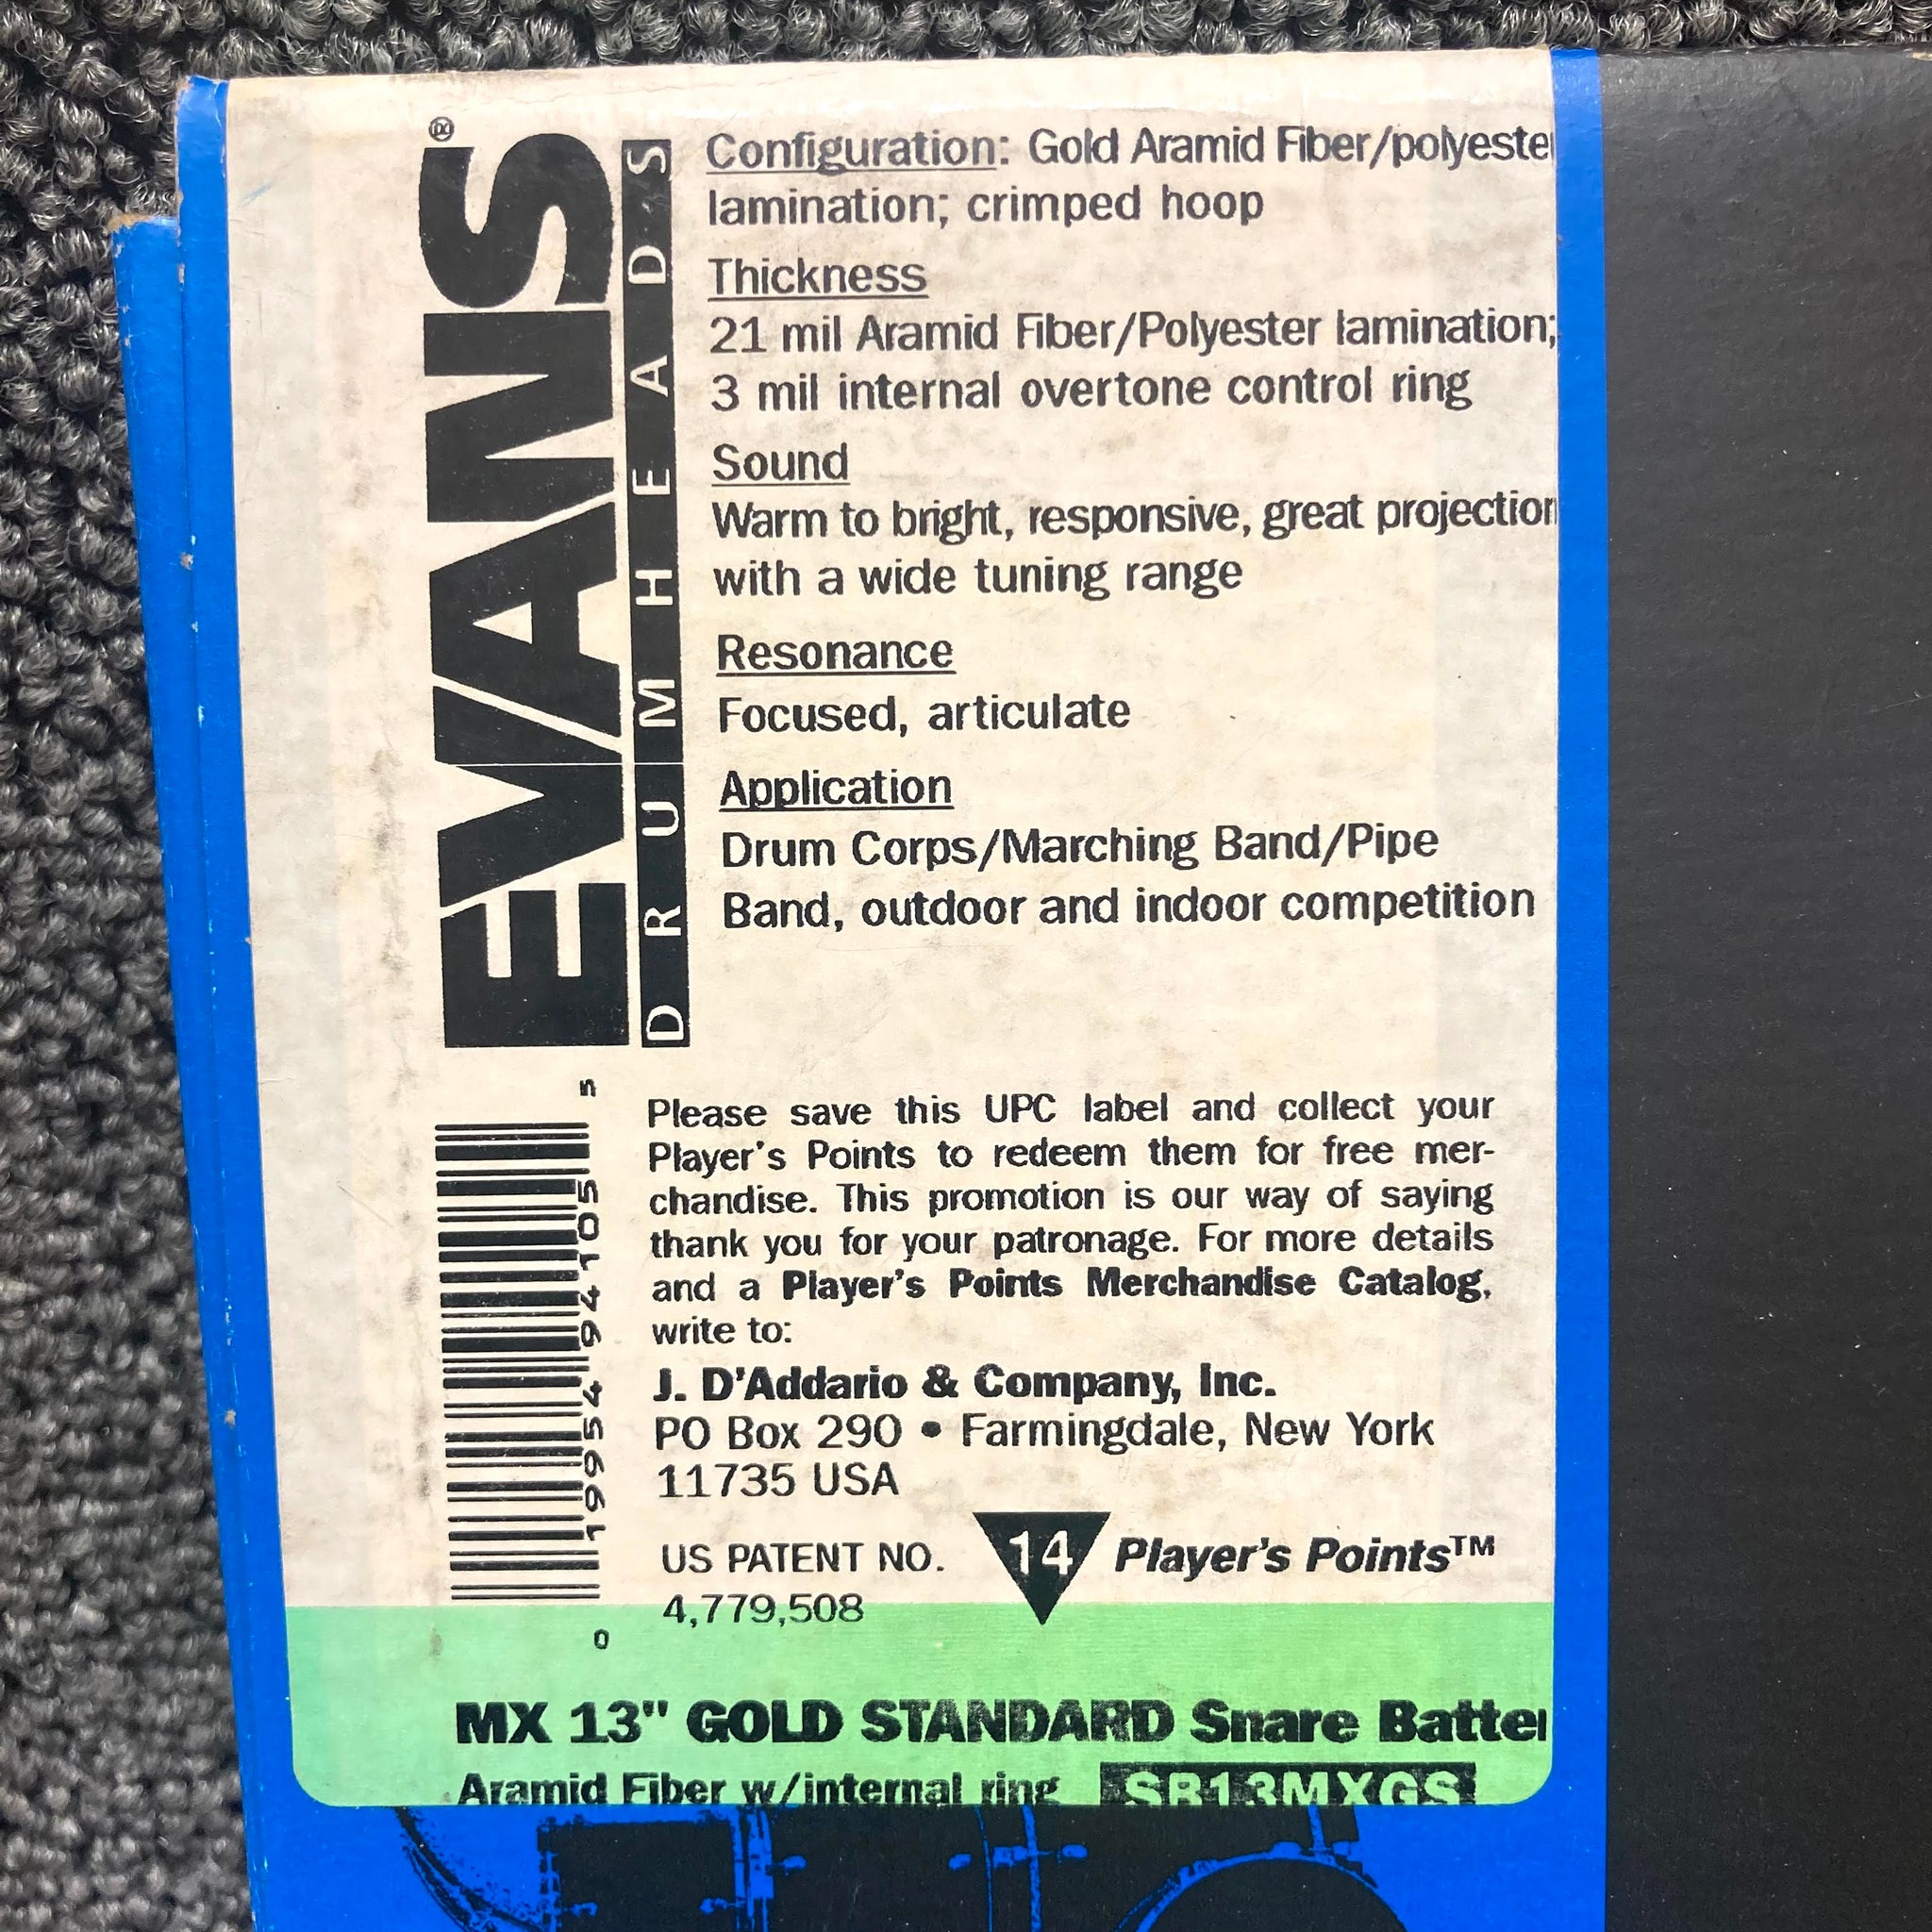 EVANS®
DRUMHEADS
Configuration: Gold Aramid Fiber/polyester
lamination; crimped hoop
Thickness
21 mil Aramid Fiber/Polyester lamination;
3 mil internal overtone control ring
Sound
Warm to bright, responsive, great projection
with a wide tuning range
Resonance
Focused, articulate
Application
Drum Corps/Marching Band/Pipe
Band, outdoor and indoor competition
Please save this UPC label and collect your
Player's Points to redeem them for free mer-
chandise. This promotion is our way of saying
thank you for your patronage. For more details
and a Player's Points Merchandise Catalog,
write to:
J. D'Addario & Company, Inc.
PO Box 290 • Farmingdale, New York
11735 USA
US PATENT NO.
4,779,508
14 Player's Points™
0 19954 94105 5
MX 13" GOLD STANDARD Snare Batter
Aramid Fiber w/internal ring SB13MXGS